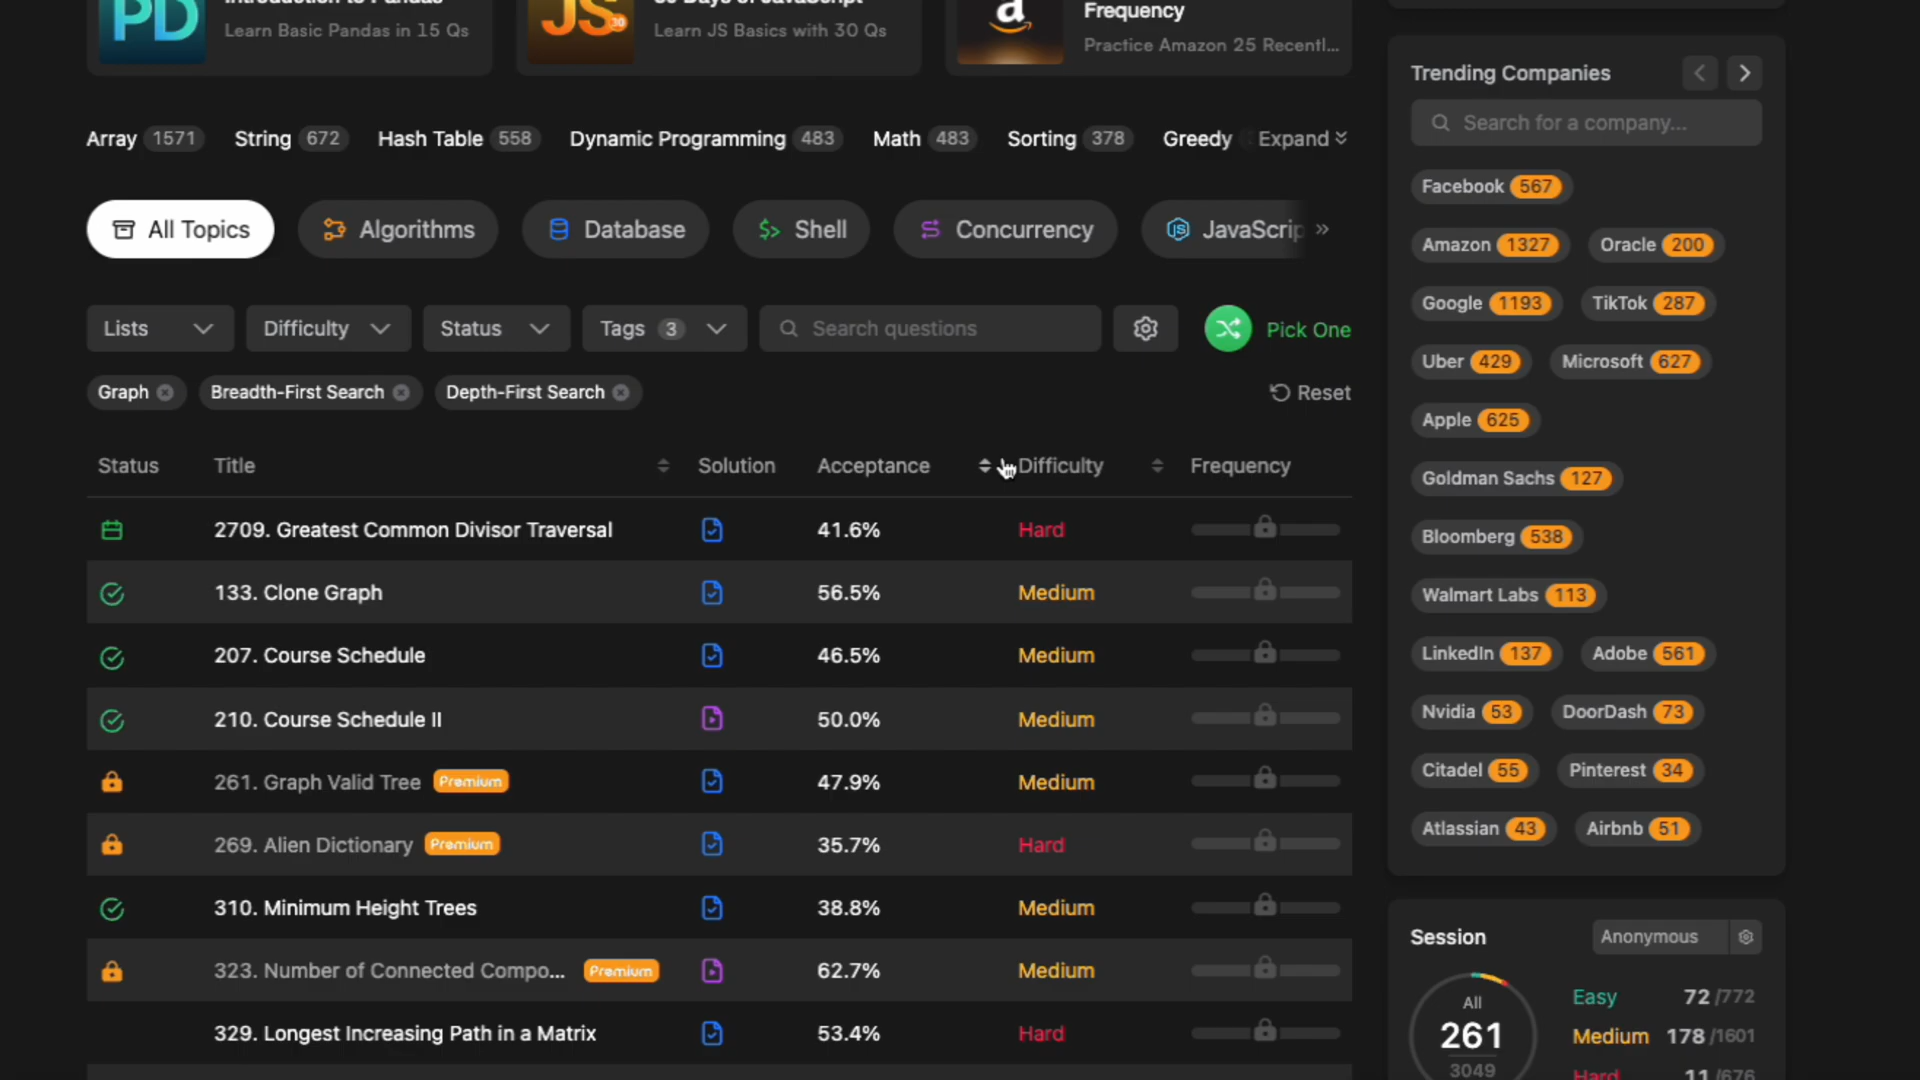 PD
Learn Basic Pandas in 15 Qs
JS
30
Learn JS Basics with 30 Qs
a
Frequency
Practice Amazon 25 Recentl...
Array 1571 String 672 Hash Table 558 Dynamic Programming 483 Math 483 Sorting 378 Greedy Expand
All Topics Algorithms Database Shell Concurrency JavaScrip
Lists Difficulty Status Tags 3 Search questions Pick One
Graph Breadth-First Search Depth-First Search Reset
Status Title Solution Acceptance Difficulty Frequency
2709. Greatest Common Divisor Traversal 41.6% Hard
133. Clone Graph 56.5% Medium
207. Course Schedule 46.5% Medium
210. Course Schedule II 50.0% Medium
261. Graph Valid Tree Premium 47.9% Medium
269. Alien Dictionary Premium 35.7% Hard
310. Minimum Height Trees 38.8% Medium
323. Number of Connected Compo... Premium 62.7% Medium
329. Longest Increasing Path in a Matrix 53.4% Hard
Trending Companies
Search for a company...
Facebook 567
Amazon 1327 Oracle 200
Google 1193 TikTok 287
Uber 429 Microsoft 627
Apple 625
Goldman Sachs 127
Bloomberg 538
Walmart Labs 113
LinkedIn 137 Adobe 561
Nvidia 53 DoorDash 73
Citadel 55 Pinterest 34
Atlassian 43 Airbnb 51
Session Anonymous
All
261
3049
Easy 72 /772
Medium 178 /1601
Hard 11 /676